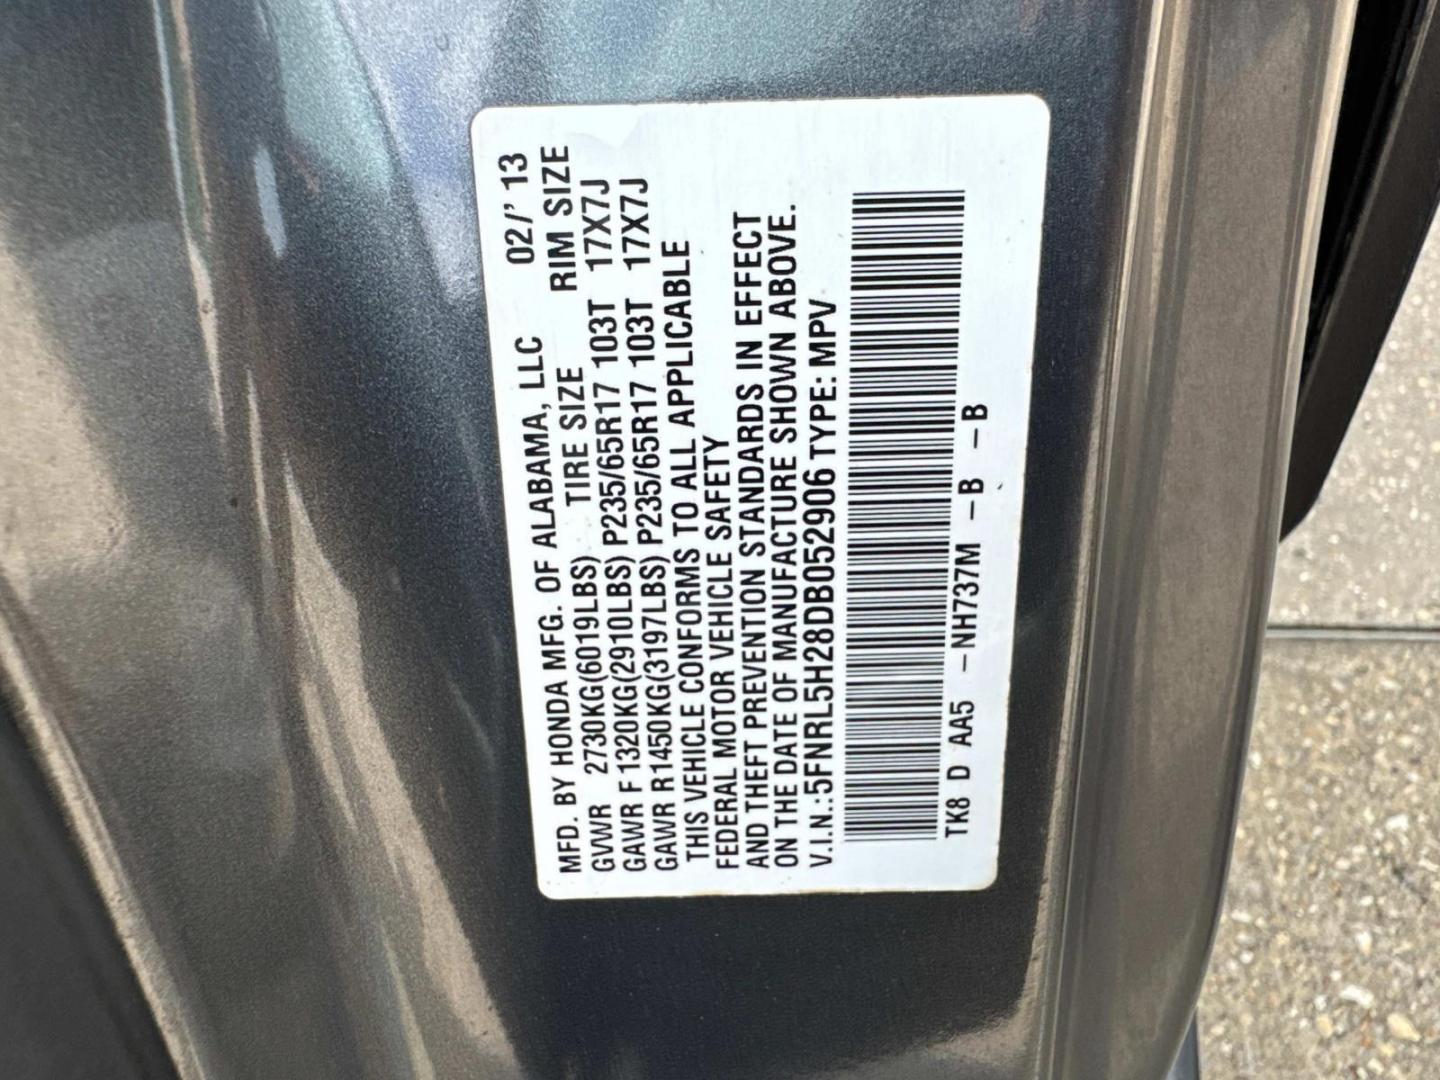 MFD. BY HONDA MFG. OF ALABAMA, LLC 02/' 13
GVWR 2730KG(6019LBS) TIRE SIZE RIM SIZE
GAWR F 1320KG(2910LBS) P235/65R17 103T 17X7J
GAWR R 1450KG(3197LBS) P235/65R17 103T 17X7J
THIS VEHICLE CONFORMS TO ALL APPLICABLE
FEDERAL MOTOR VEHICLE SAFETY
AND THEFT PREVENTION STANDARDS IN EFFECT
ON THE DATE OF MANUFACTURE SHOWN ABOVE.
V.I.N.:5FNRL5H28DB052906 TYPE: MPV
TK8 D AA5 -NH737M -B -B